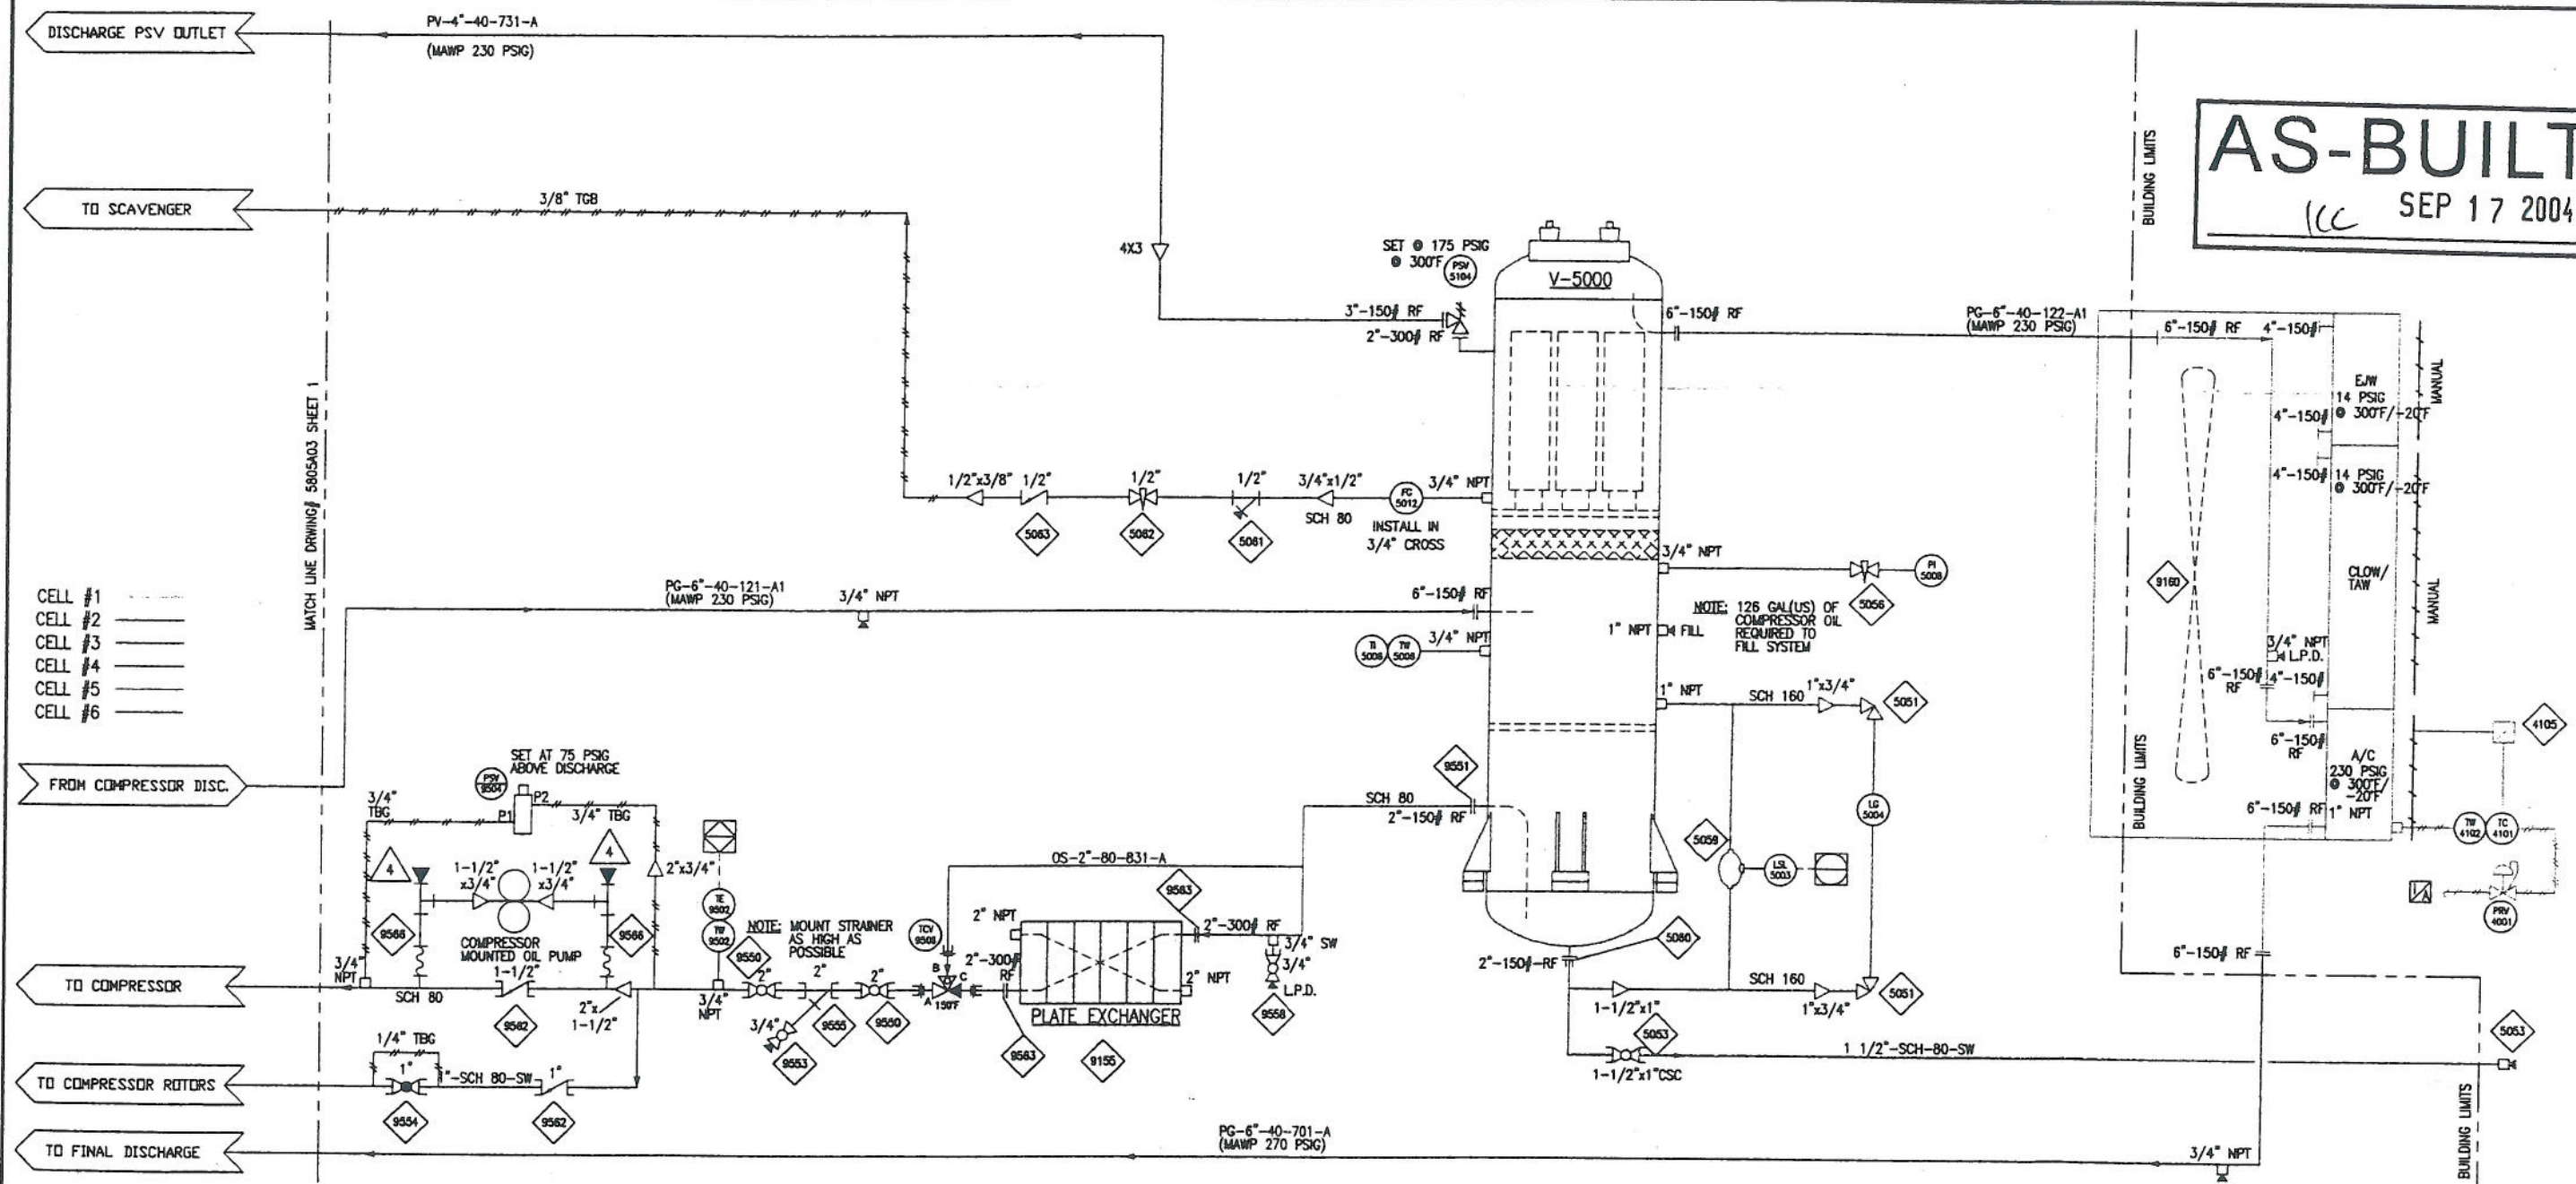 DISCHARGE PSV OUTLET
PV-4"-40-731-A
(MAWP 230 PSIG)
TO SCAVENGER
3/8" TGB
4X3
SET @ 175 PSIG
@ 300°F
PSV
5104
V-5000
3"-150# RF
2"-300# RF
6"-150# RF
PG-6"-40-122-A1
(MAWP 230 PSIG)
BUILDING LIMITS
AS-BUILT
SEP 17 2004
6"-150# RF
4"-150#
EJW
14 PSIG
@ 300°F/-20°F
4"-150#
4"-150#
14 PSIG
@ 300°F/-20°F
MANUAL
MATCH LINE DRWING# 5805A03 SHEET 1
1/2"x3/8"
1/2"
1/2"
1/2"
3/4"x1/2"
SCH 80
FG
5012
3/4" NPT
INSTALL IN
3/4" CROSS
5063
5062
5061
3/4" NPT
PI
5008
5056
NOTE: 126 GAL(US) OF
COMPRESSOR OIL
REQUIRED TO
FILL SYSTEM
1" NPT
FILL
CELL #1
CELL #2
CELL #3
CELL #4
CELL #5
CELL #6
PG-6"-40-121-A1
(MAWP 230 PSIG)
3/4" NPT
6"-150# RF
TI
5006
TW
5006
3/4" NPT
9160
CLOW/
TAW
MANUAL
3/4" NPT
L.P.D.
6"-150#
RF
4"-150#
6"-150#
RF
1" NPT
SCH 160
1"x3/4"
5051
4105
FROM COMPRESSOR DISC.
SET AT 75 PSIG
ABOVE DISCHARGE
PSV
9504
P1
P2
3/4"
TBG
3/4" TBG
9551
SCH 80
2"-150# RF
LG
5004
BUILDING LIMITS
A/C
230 PSIG
@ 300°F/
-20°F
6"-150# RF
1" NPT
TW
4102
TC
4101
4
4
1-1/2"
x3/4"
1-1/2"
x3/4"
2"x3/4"
OS-2"-80-831-A
5059
LSL
5003
I/A
PRV
4001
9566
9566
COMPRESSOR
MOUNTED OIL PUMP
TE
9502
TW
9502
NOTE: MOUNT STRAINER
AS HIGH AS
POSSIBLE
9550
TCV
9508
2" NPT
9563
2"-300# RF
3/4" SW
3/4"
L.P.D.
9558
5060
2"-150#-RF
6"-150# RF
TO COMPRESSOR
3/4"
NPT
SCH 80
1-1/2"
9562
2"x
1-1/2"
3/4"
NPT
2"
2"
2"
3/4"
9553
9555
9550
B
C
A
150°F
2"-300#
RF
9563
PLATE EXCHANGER
9155
2" NPT
1-1/2"x1"
SCH 160
1"x3/4"
5051
5053
1-1/2"x1"CSC
1 1/2"-SCH-80-SW
5053
1/4" TBG
TO COMPRESSOR ROTORS
1"
1"-SCH 80-SW
1"
9554
9562
BUILDING LIMITS
TO FINAL DISCHARGE
PG-6"-40-701-A
(MAWP 270 PSIG)
3/4" NPT